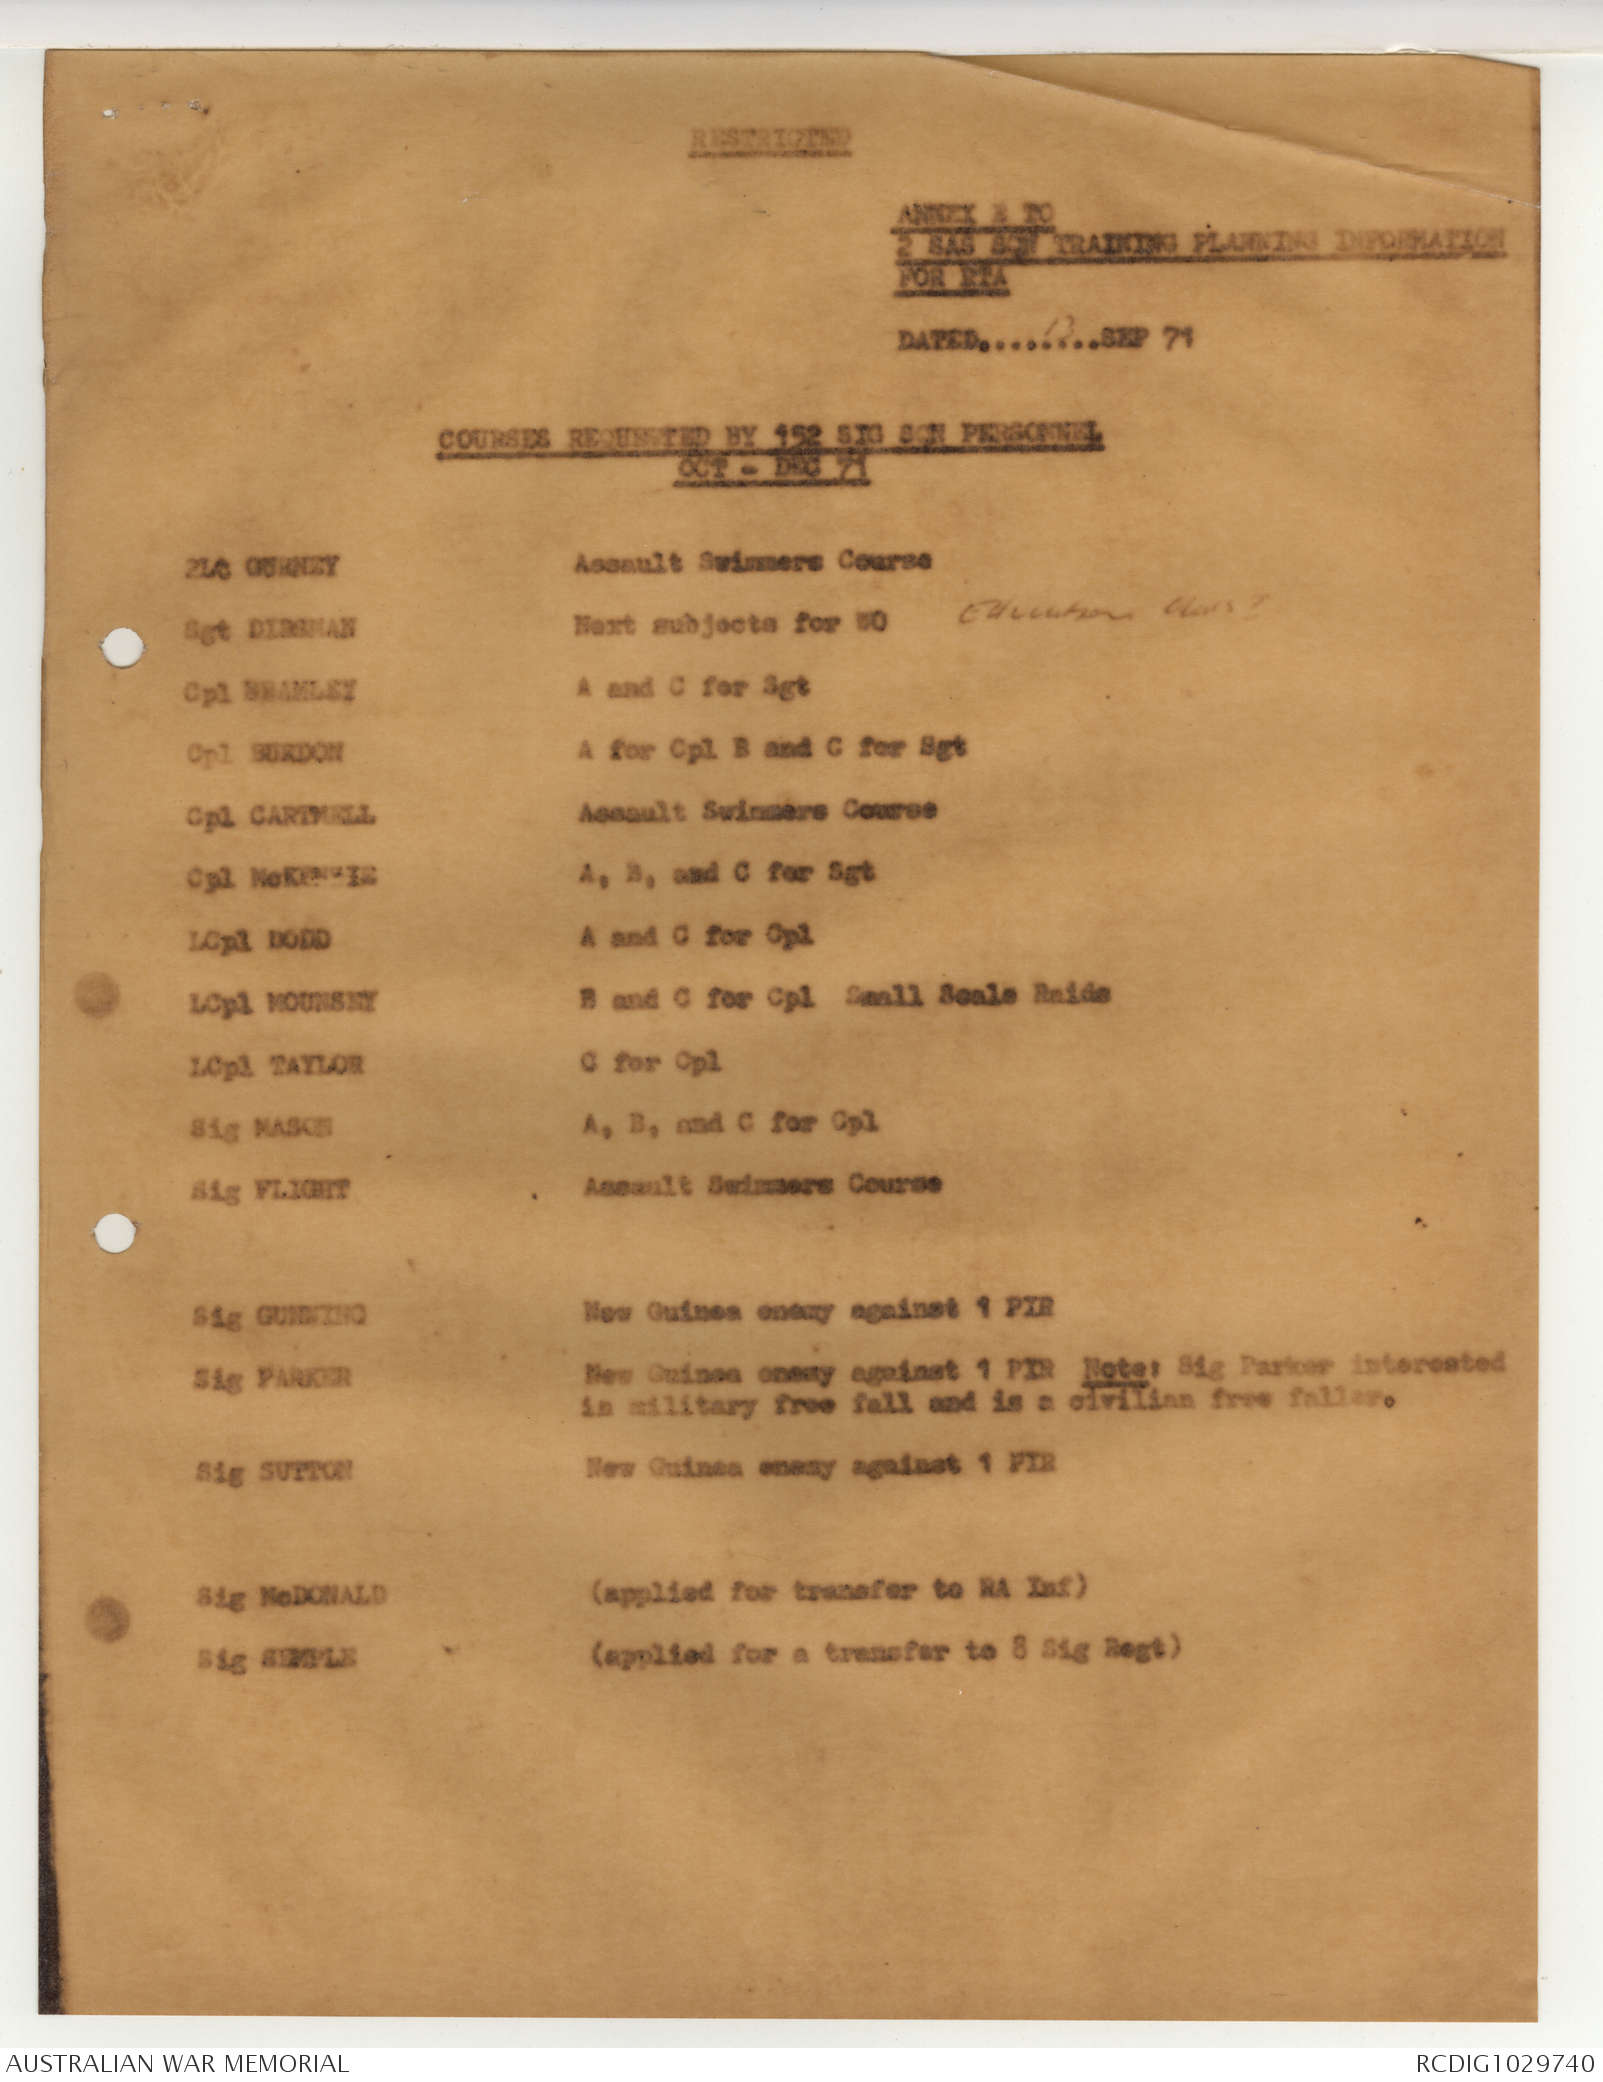 RESTRICTED
ANNEX E TO
2 SAS SQN TRAINING PLANNING INFORMATION
FOR RTA
DATED.....13...SEP 71
COURSES REQUESTED BY 152 SIG SQN PERSONNEL
OCT - DEC 71
2Lt GURNEY Assault Swimmers Course
Sgt DIRSMAN Next subjects for WO Education Class?
Cpl BRAMLEY A and C for Sgt
Cpl BURDON A for Cpl B and C for Sgt
Cpl CARTMELL Assault Swimmers Course
Cpl McKENZIE A, B, and C for Sgt
LCpl DODD A and C for Cpl
LCpl MOUNSEY B and C for Cpl Small Scale Raids
LCpl TAYLOR C for Cpl
Sig MASON A, B, and C for Cpl
Sig FLIGHT Assault Swimmers Course
Sig GUNNING New Guinea enemy against 1 PIR
Sig PARKER New Guinea enemy against 1 PIR Note: Sig Parker interested
in military free fall and is a civilian free faller.
Sig SUTTON New Guinea enemy against 1 PIR
Sig McDONALD (applied for transfer to RA Inf)
Sig SEMPLE (applied for a transfer to 8 Sig Regt)
AUSTRALIAN WAR MEMORIAL
RCDIG1029740